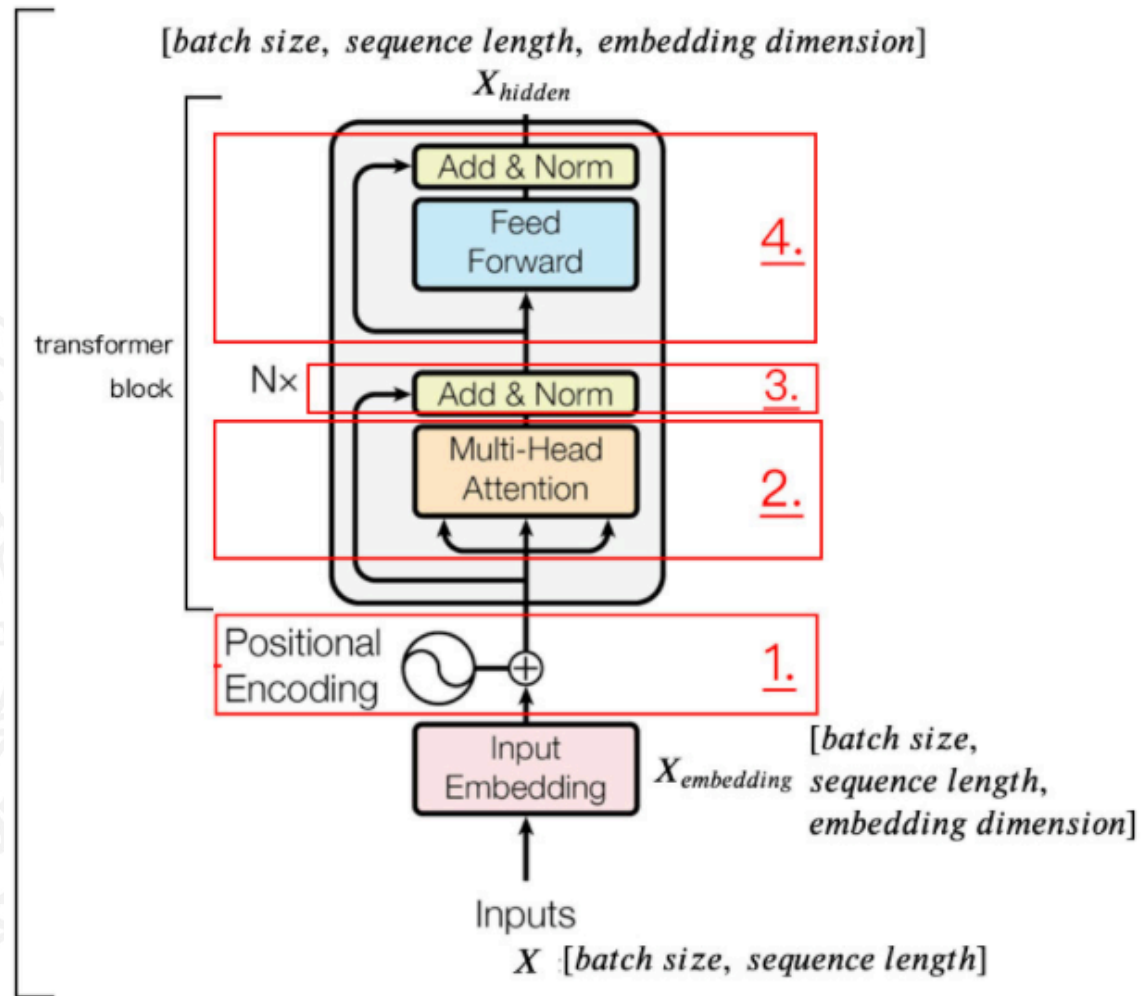 [batch size, sequence length, embedding dimension]
X_hidden
Add & Norm
Feed
Forward
4.
transformer
block
N×
Add & Norm
3.
Multi-Head
Attention
2.
Positional
Encoding
1.
Input
Embedding
X_embedding
[batch size,
sequence length,
embedding dimension]
Inputs
X [batch size, sequence length]